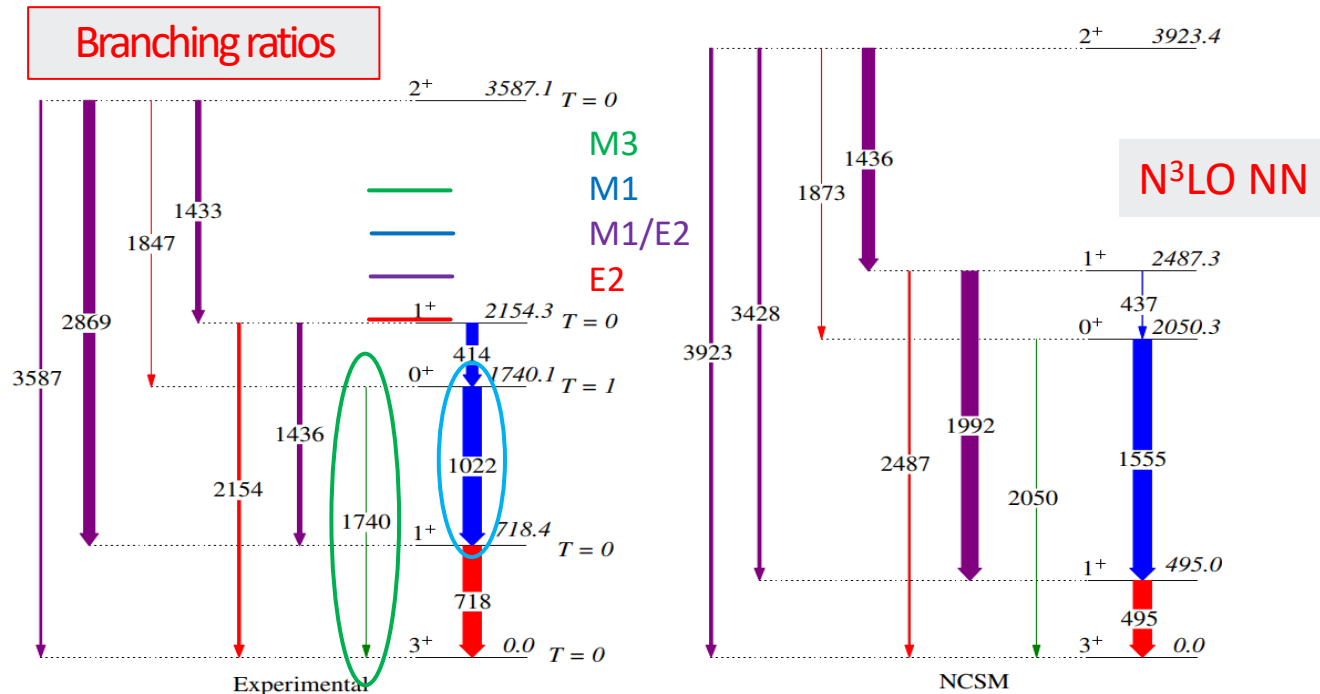 Branching ratios
2⁺ 3587.1 T = 0
M3
M1
M1/E2
E2
1433
1847
2869
3587
1⁺ 2154.3 T = 0
414
0⁺ 1740.1 T = 1
1436
1022
2154
1740
1⁺ 718.4 T = 0
718
3⁺ 0.0 T = 0
Experimental
2⁺ 3923.4
N³LO NN
1436
1873
1⁺ 2487.3
437
3428
0⁺ 2050.3
3923
1992
1555
2487
2050
1⁺ 495.0
495
3⁺ 0.0
NCSM